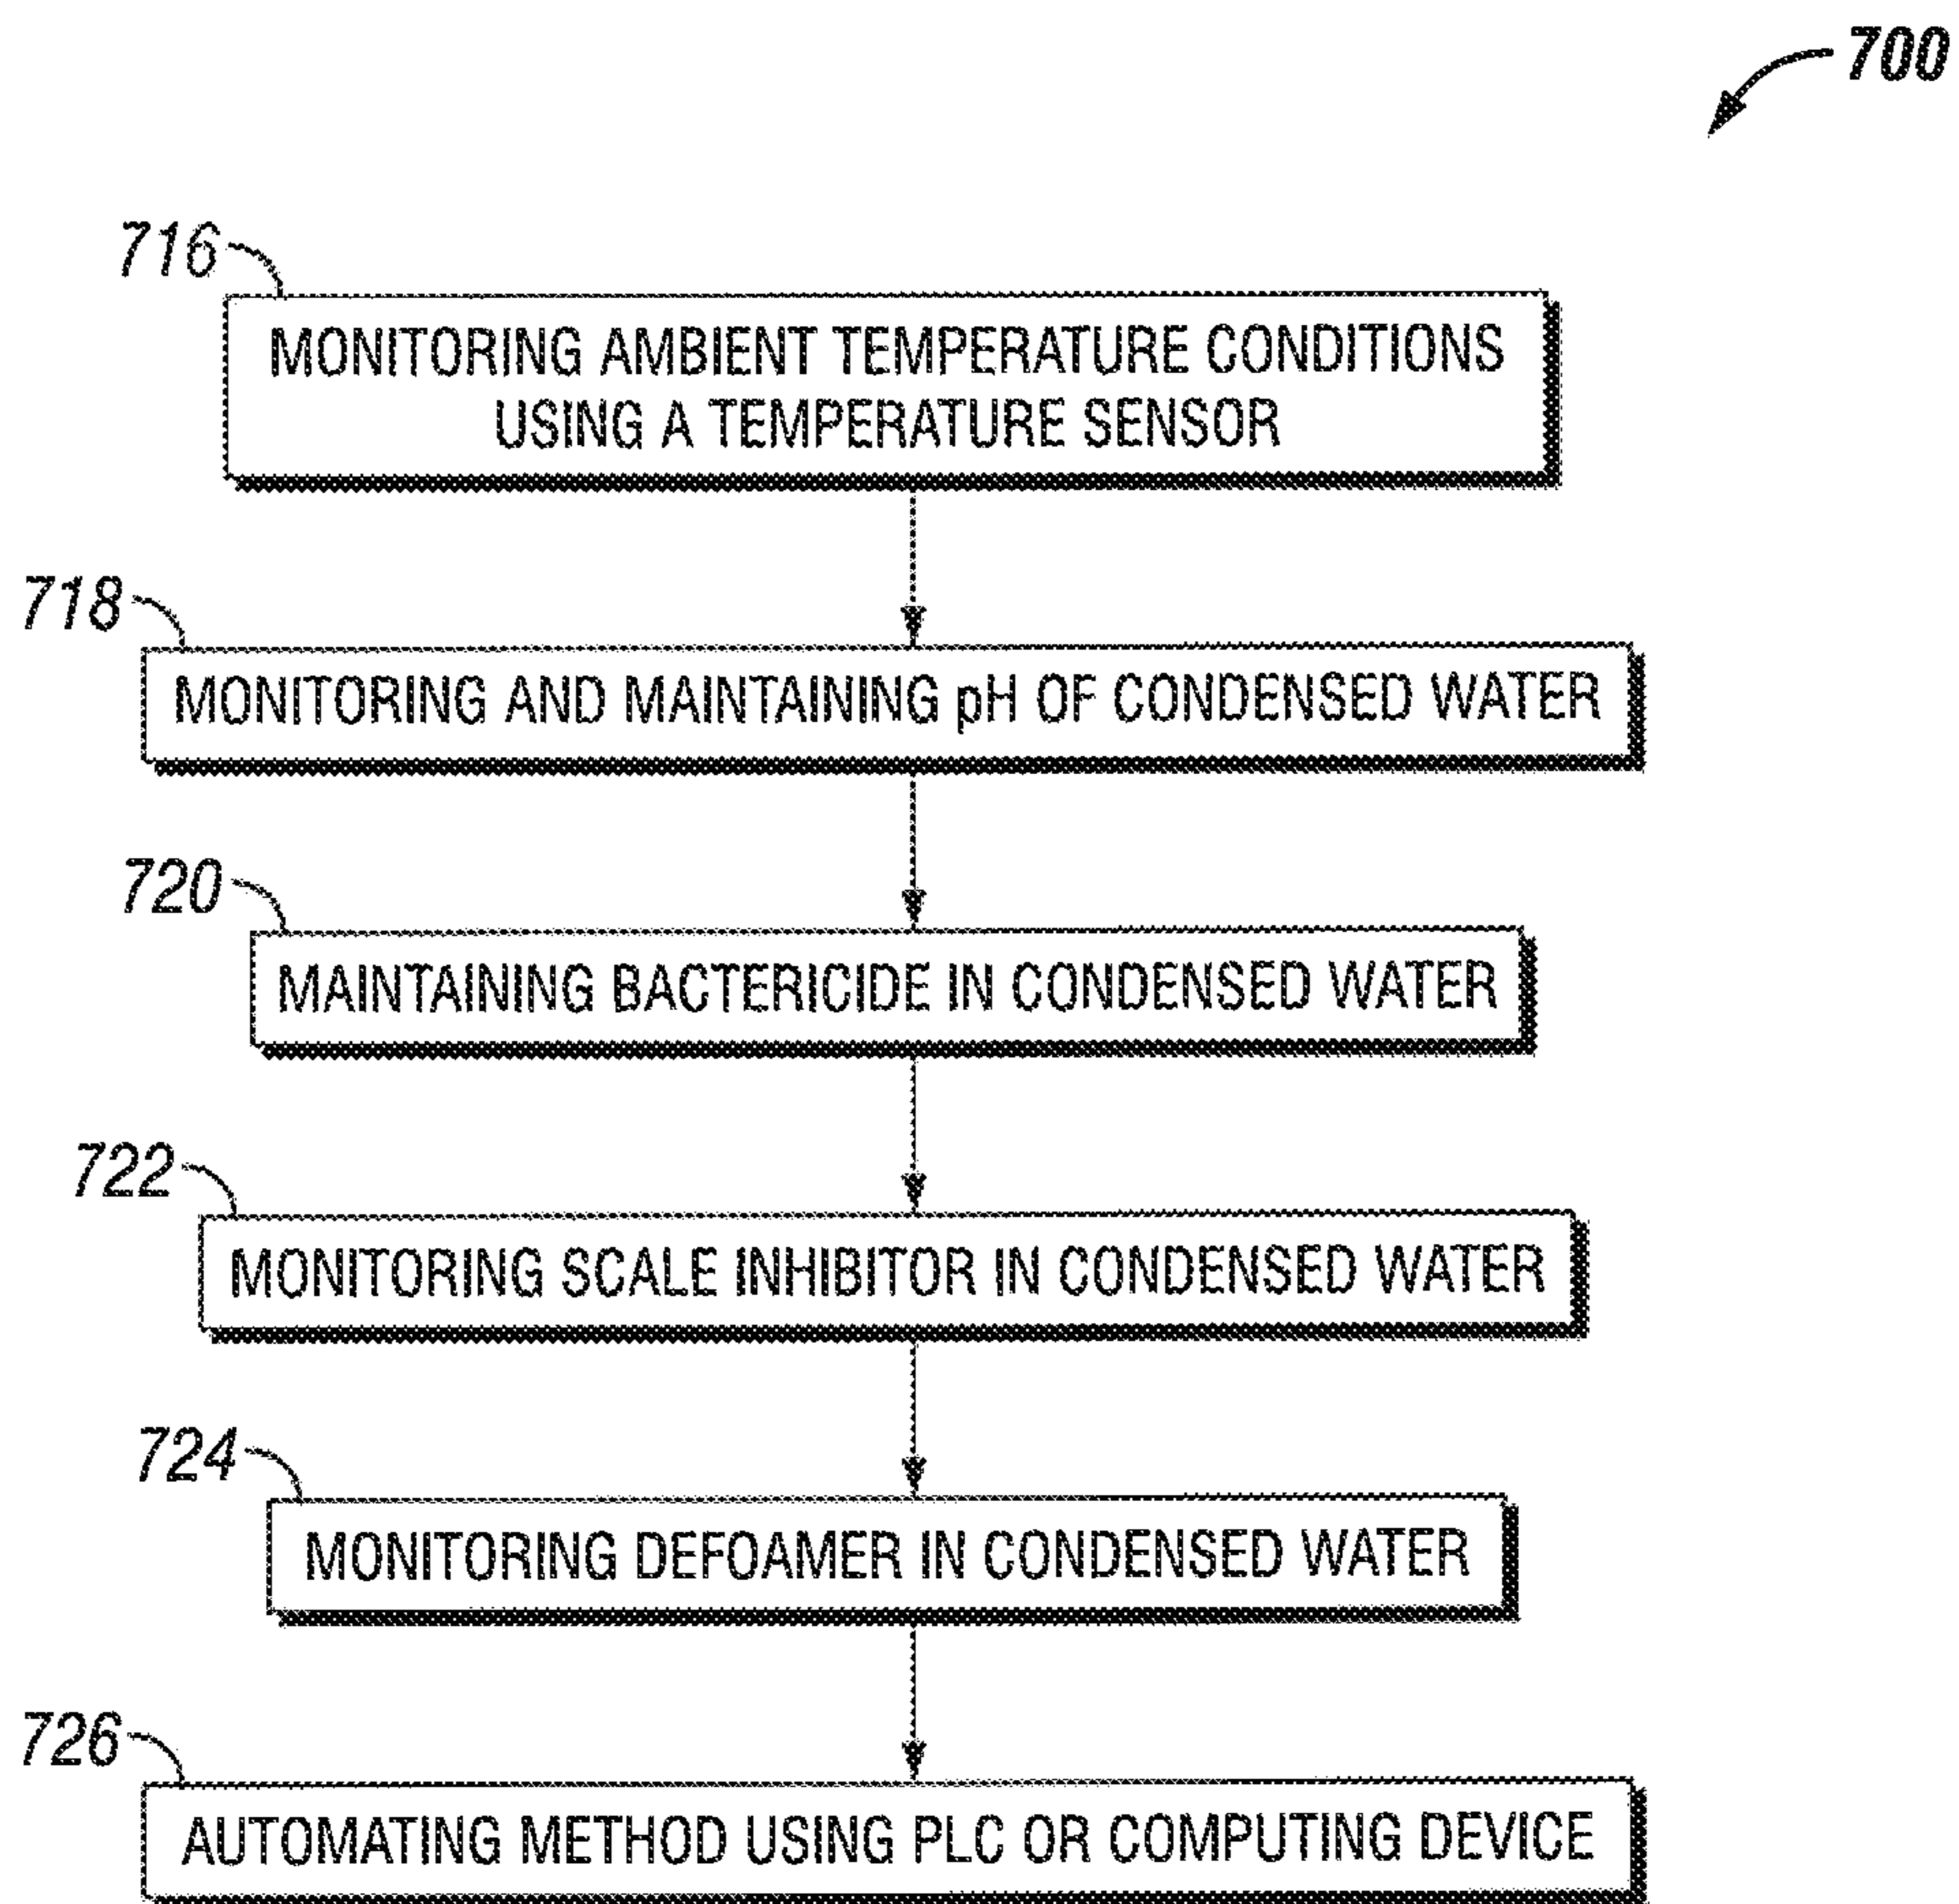 700
716
MONITORING AMBIENT TEMPERATURE CONDITIONS
USING A TEMPERATURE SENSOR
718
MONITORING AND MAINTAINING pH OF CONDENSED WATER
720
MAINTAINING BACTERICIDE IN CONDENSED WATER
722
MONITORING SCALE INHIBITOR IN CONDENSED WATER
724
MONITORING DEFOAMER IN CONDENSED WATER
726
AUTOMATING METHOD USING PLC OR COMPUTING DEVICE